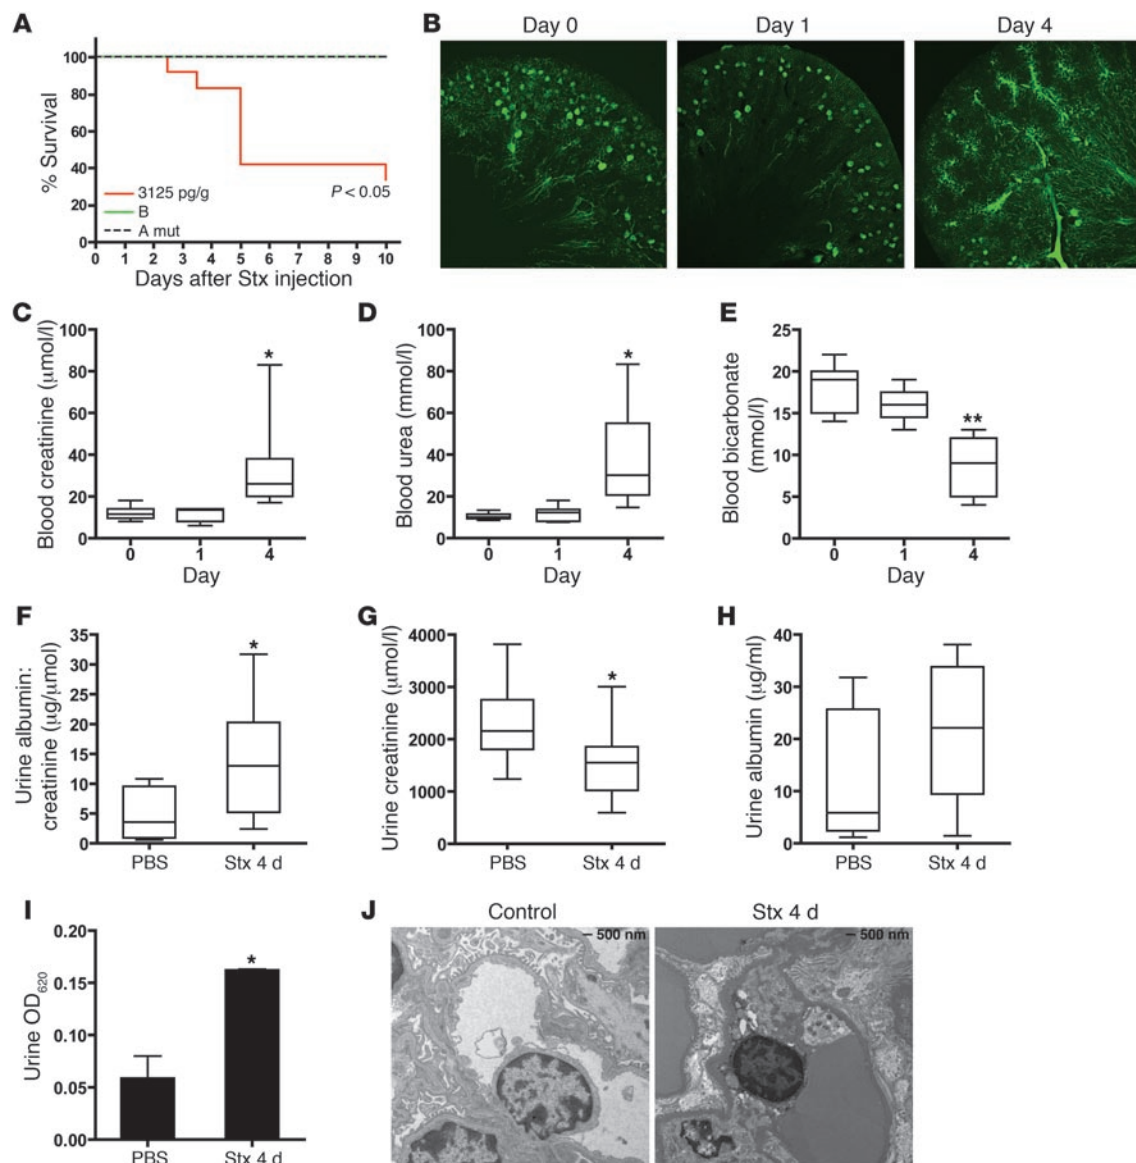 A
% Survival
100
80
60
40
20
0
3125 pg/g
B
A mut
P < 0.05
0 1 2 3 4 5 6 7 8 9 10
Days after Stx injection
B
Day 0 Day 1 Day 4
C
Blood creatinine (μmol/l)
100
80
60
40
20
0
*
0 1 4
Day
D
Blood urea (mmol/l)
100
80
60
40
20
0
*
0 1 4
Day
E
Blood bicarbonate
(mmol/l)
25
20
15
10
5
0
**
0 1 4
Day
F
Urine albumin:
creatinine (μg/μmol)
35
30
25
20
15
10
5
0
*
PBS Stx 4 d
G
Urine creatinine (μmol/l)
4000
3000
2000
1000
0
*
PBS Stx 4 d
H
Urine albumin (μg/ml)
40
30
20
10
0
PBS Stx 4 d
I
Urine OD620
0.20
0.15
0.10
0.05
0.00
*
PBS Stx 4 d
J
Control Stx 4 d
500 nm 500 nm